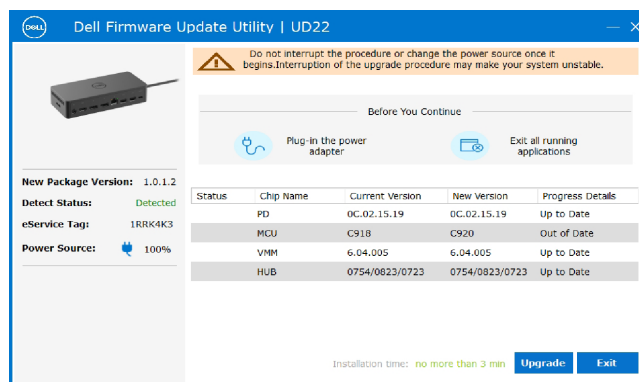 DELL
Dell Firmware Update Utility | UD22
Do not interrupt the procedure or change the power source once it
begins.Interruption of the upgrade procedure may make your system unstable.
Before You Continue
Plug-in the power
adapter
Exit all running
applications
New Package Version: 1.0.1.2
Detect Status: Detected
eService Tag: 1RRK4K3
Power Source: 100%
Status Chip Name Current Version New Version Progress Details
PD 0C.02.15.19 0C.02.15.19 Up to Date
MCU C918 C920 Out of Date
VMM 6.04.005 6.04.005 Up to Date
HUB 0754/0823/0723 0754/0823/0723 Up to Date
Installation time: no more than 3 min Upgrade Exit